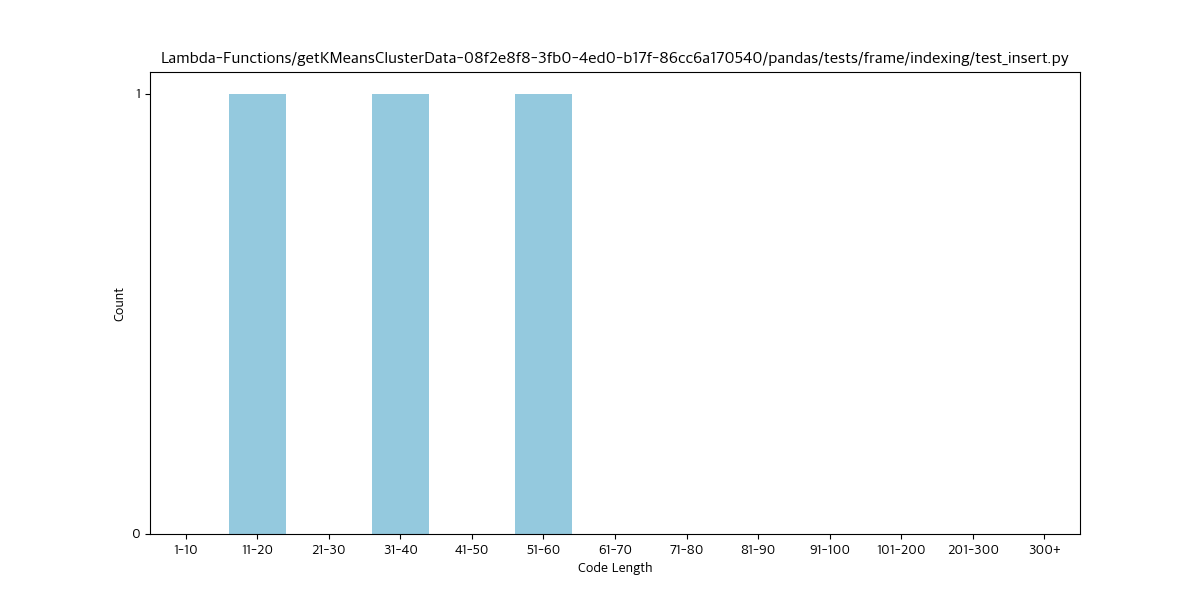 Lambda-Functions/getKMeansClusterData-08f2e8f8-3fb0-4ed0-b17f-86cc6a170540/pandas/tests/frame/indexing/test_insert.py
1
Count
0
1-10 11-20 21-30 31-40 41-50 51-60 61-70 71-80 81-90 91-100 101-200 201-300 300+
Code Length